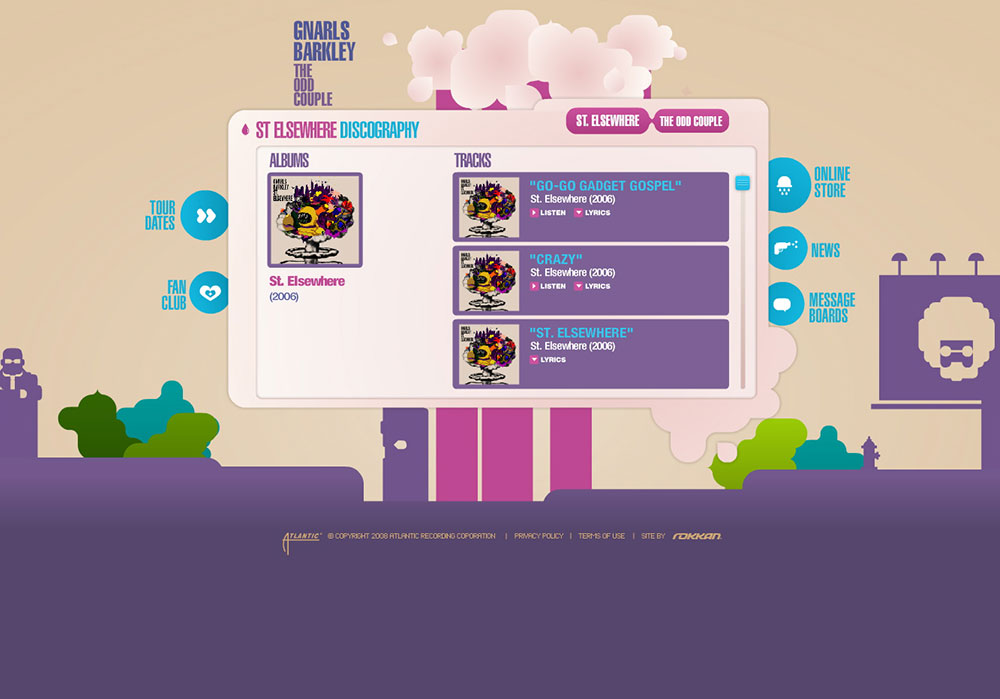 GNARLS
BARKLEY
THE
ODD
COUPLE
ST ELSEWHERE DISCOGRAPHY
ST. ELSEWHERE
THE ODD COUPLE
ALBUMS
St. Elsewhere
(2006)
TRACKS
"GO-GO GADGET GOSPEL"
St. Elsewhere (2006)
LISTEN LYRICS
"CRAZY"
St. Elsewhere (2006)
LISTEN LYRICS
"ST. ELSEWHERE"
St. Elsewhere (2006)
LYRICS
TOUR
DATES
FAN
CLUB
ONLINE
STORE
NEWS
MESSAGE
BOARDS
ATLANTIC © COPYRIGHT 2008 ATLANTIC RECORDING COPORATION | PRIVACY POLICY | TERMS OF USE | SITE BY ROKKAN